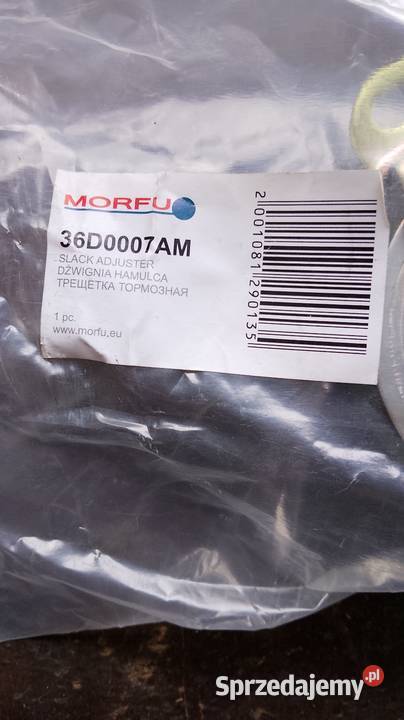 MORFU
36D0007AM
SLACK ADJUSTER
DŹWIGNIA HAMULCA
ТРЕЩЁТКА ТОРМОЗНАЯ
1 pc.
www.morfu.eu
2001081290135
Sprzedajemy.pl